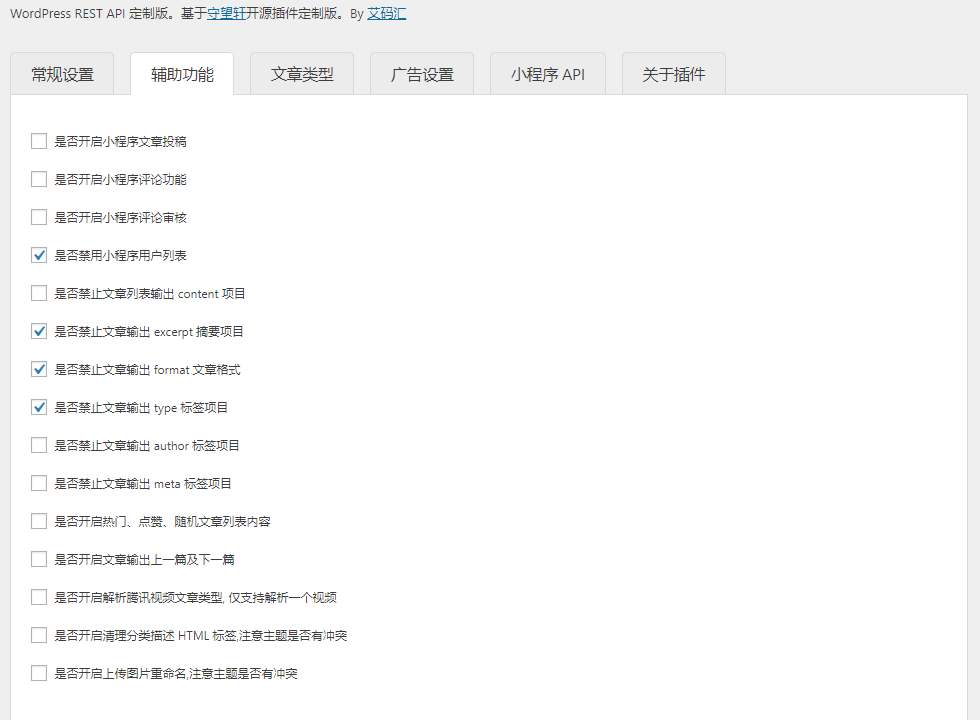 WordPress REST API 定制版。基于守望轩开源插件定制版。By 艾码汇
常规设置 辅助功能 文章类型 广告设置 小程序 API 关于插件
是否开启小程序文章投稿
是否开启小程序评论功能
是否开启小程序评论审核
是否禁用小程序用户列表
是否禁止文章列表输出 content 项目
是否禁止文章输出 excerpt 摘要项目
是否禁止文章输出 format 文章格式
是否禁止文章输出 type 标签项目
是否禁止文章输出 author 标签项目
是否禁止文章输出 meta 标签项目
是否开启热门、点赞、随机文章列表内容
是否开启文章输出上一篇及下一篇
是否开启解析腾讯视频文章类型, 仅支持解析一个视频
是否开启清理分类描述 HTML 标签,注意主题是否有冲突
是否开启上传图片重命名,注意主题是否有冲突